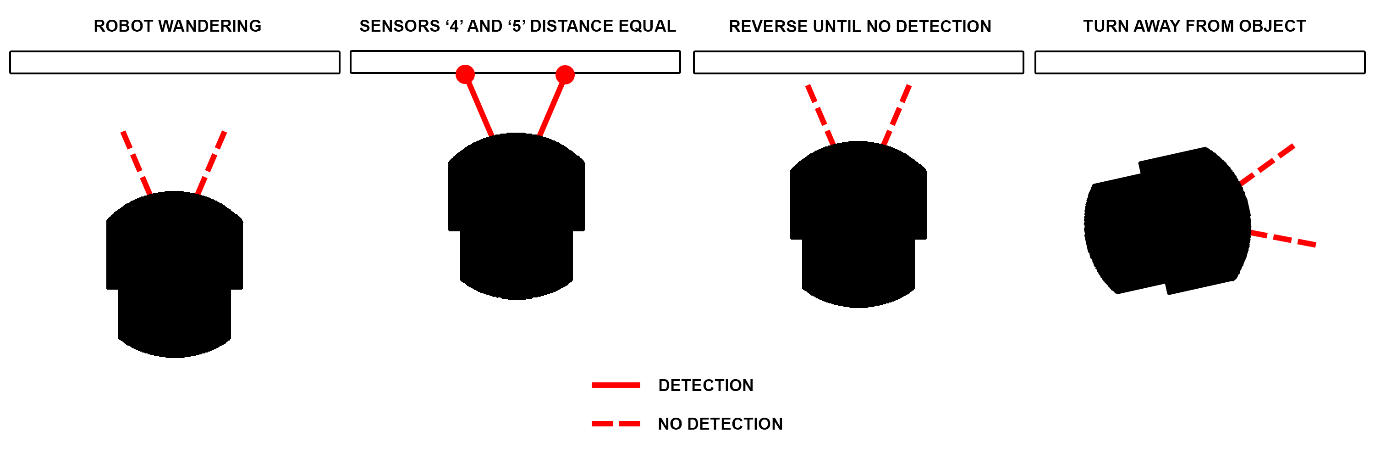 ROBOT WANDERING
SENSORS ‘4’ AND ‘5’ DISTANCE EQUAL
REVERSE UNTIL NO DETECTION
TURN AWAY FROM OBJECT
DETECTION
NO DETECTION